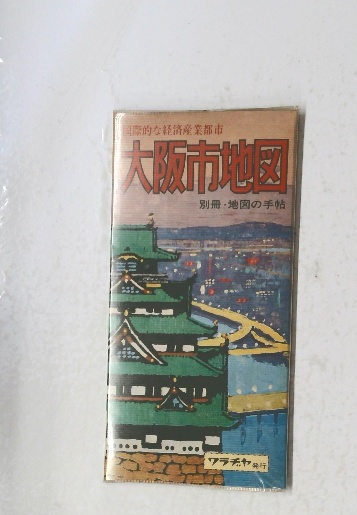 国際的な経済産業都市
大阪市地図
別冊・地図の手帖
ワラヂヤ発行